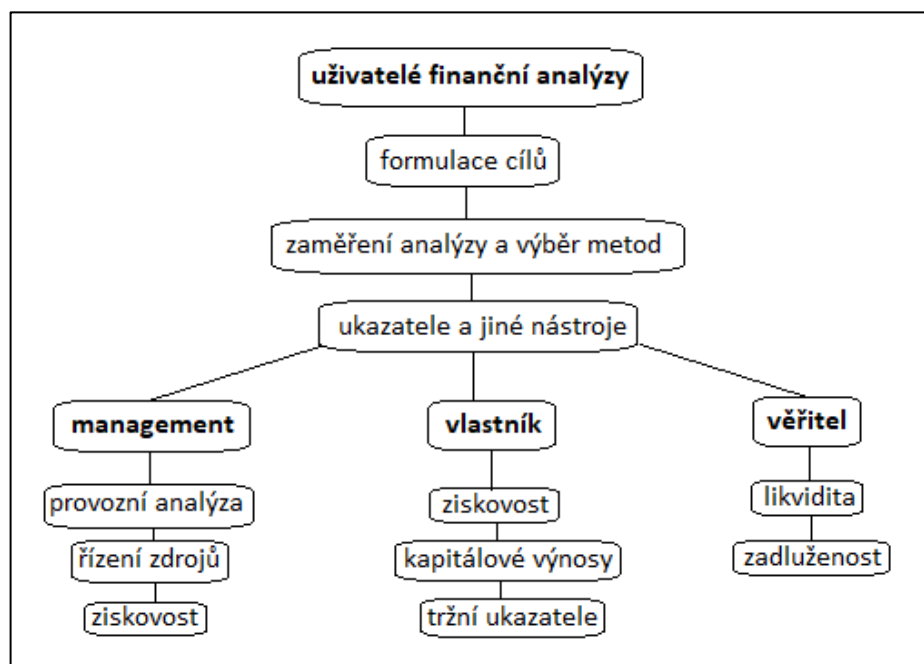 uživatelé finanční analýzy
formulace cílů
zaměření analýzy a výběr metod
ukazatele a jiné nástroje
management
vlastník
věřitel
provozní analýza
ziskovost
likvidita
řízení zdrojů
kapitálové výnosy
zadluženost
ziskovost
tržní ukazatele